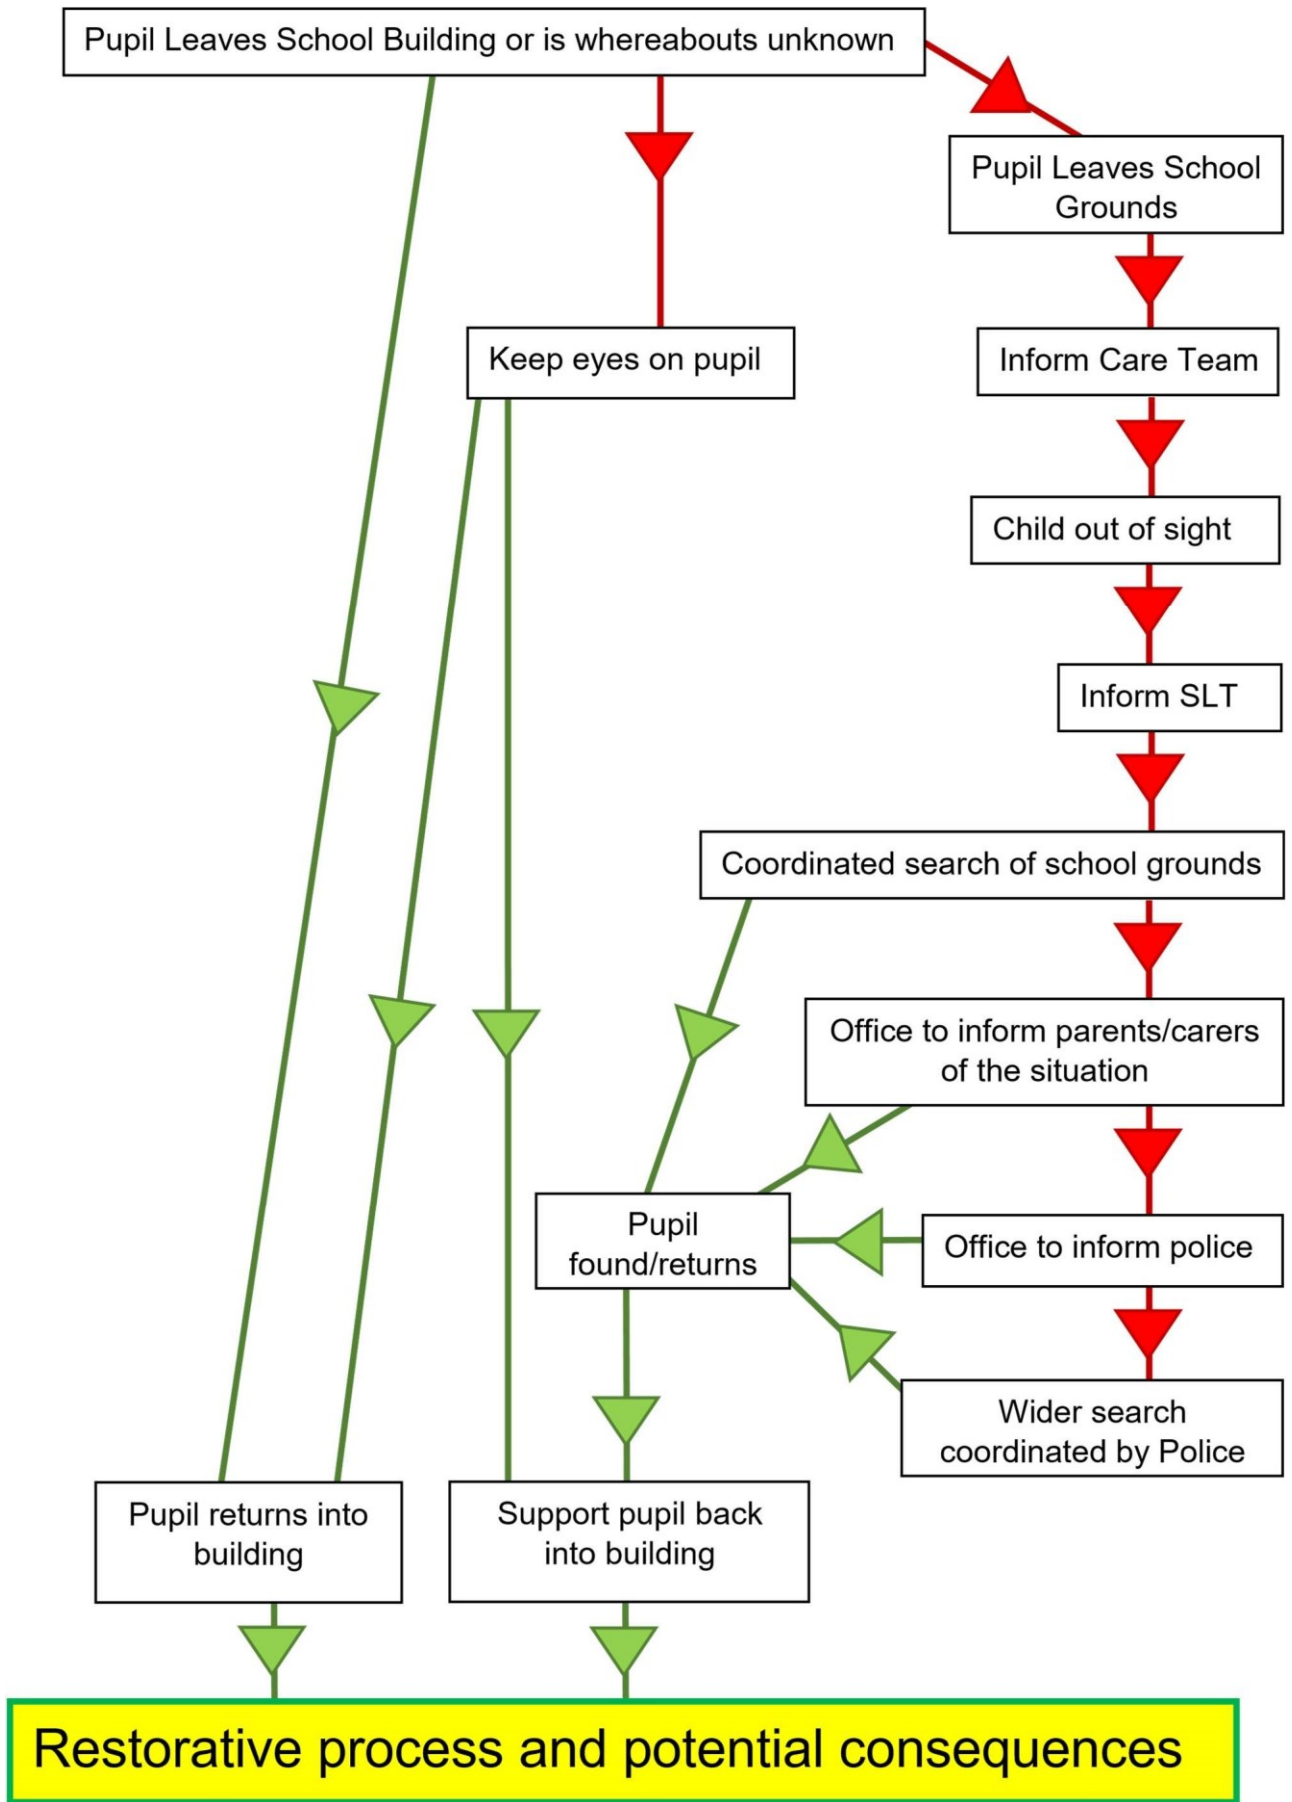 Pupil Leaves School Building or is whereabouts unknown
Pupil Leaves School
Grounds
Keep eyes on pupil
Inform Care Team
Child out of sight
Inform SLT
Coordinated search of school grounds
Office to inform parents/carers
of the situation
Pupil
found/returns
Office to inform police
Wider search
coordinated by Police
Pupil returns into
building
Support pupil back
into building
Restorative process and potential consequences